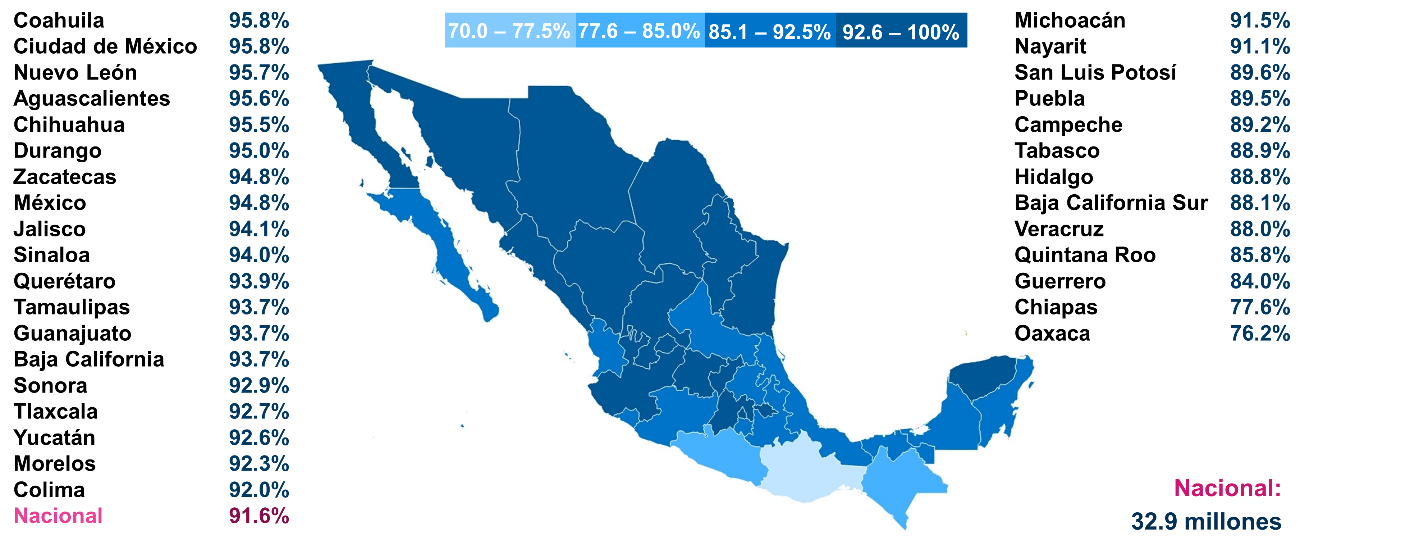 Coahuila 95.8%
Ciudad de México 95.8%
Nuevo León 95.7%
Aguascalientes 95.6%
Chihuahua 95.5%
Durango 95.0%
Zacatecas 94.8%
México 94.8%
Jalisco 94.1%
Sinaloa 94.0%
Querétaro 93.9%
Tamaulipas 93.7%
Guanajuato 93.7%
Baja California 93.7%
Sonora 92.9%
Tlaxcala 92.7%
Yucatán 92.6%
Morelos 92.3%
Colima 92.0%
Nacional 91.6%
70.0 – 77.5% 77.6 – 85.0% 85.1 – 92.5% 92.6 – 100%
Michoacán 91.5%
Nayarit 91.1%
San Luis Potosí 89.6%
Puebla 89.5%
Campeche 89.2%
Tabasco 88.9%
Hidalgo 88.8%
Baja California Sur 88.1%
Veracruz 88.0%
Quintana Roo 85.8%
Guerrero 84.0%
Chiapas 77.6%
Oaxaca 76.2%
Nacional:
32.9 millones